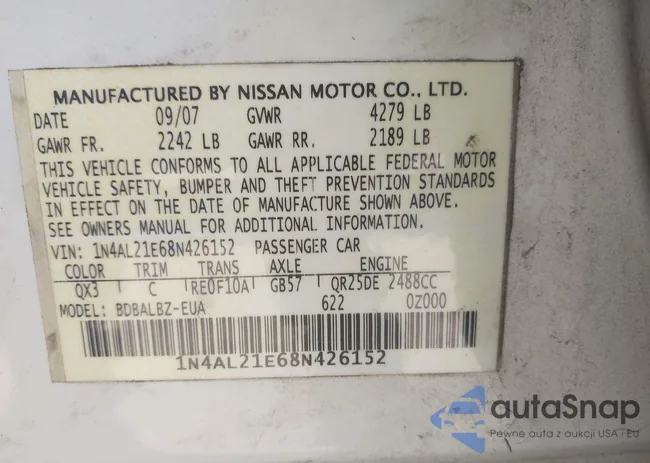 MANUFACTURED BY NISSAN MOTOR CO., LTD.
DATE 09/07 GVWR 4279 LB
GAWR FR. 2242 LB GAWR RR. 2189 LB
THIS VEHICLE CONFORMS TO ALL APPLICABLE FEDERAL MOTOR
VEHICLE SAFETY, BUMPER AND THEFT PREVENTION STANDARDS
IN EFFECT ON THE DATE OF MANUFACTURE SHOWN ABOVE.
SEE OWNERS MANUAL FOR ADDITIONAL INFORMATION.
VIN: 1N4AL21E68N426152 PASSENGER CAR
COLOR TRIM TRANS AXLE ENGINE
QX3 C RE0F10A GB57 QR25DE 2488CC
MODEL: BDBALBZ-EUA 622 0Z000
1N4AL21E68N426152
autaSnap
Pewne auta z aukcji USA i EU